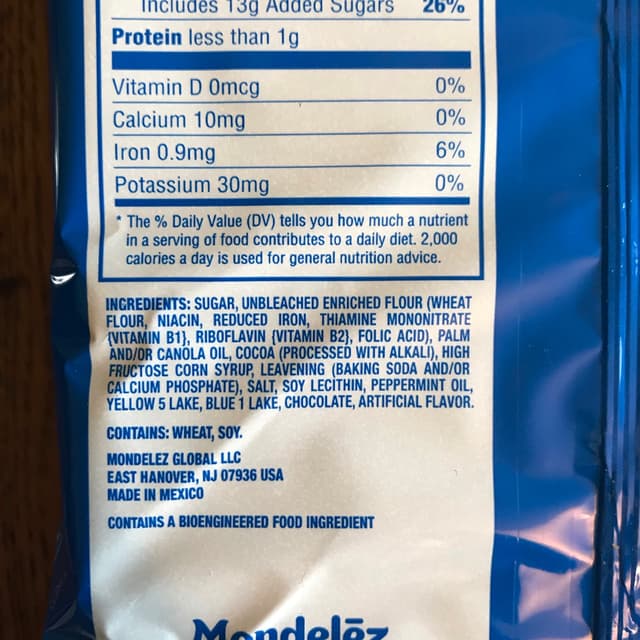 Includes 13g Added Sugars 26%
Protein less than 1g
Vitamin D 0mcg 0%
Calcium 10mg 0%
Iron 0.9mg 6%
Potassium 30mg 0%
* The % Daily Value (DV) tells you how much a nutrient
in a serving of food contributes to a daily diet. 2,000
calories a day is used for general nutrition advice.
INGREDIENTS: SUGAR, UNBLEACHED ENRICHED FLOUR (WHEAT
FLOUR, NIACIN, REDUCED IRON, THIAMINE MONONITRATE
{VITAMIN B1}, RIBOFLAVIN {VITAMIN B2}, FOLIC ACID), PALM
AND/OR CANOLA OIL, COCOA (PROCESSED WITH ALKALI), HIGH
FRUCTOSE CORN SYRUP, LEAVENING (BAKING SODA AND/OR
CALCIUM PHOSPHATE), SALT, SOY LECITHIN, PEPPERMINT OIL,
YELLOW 5 LAKE, BLUE 1 LAKE, CHOCOLATE, ARTIFICIAL FLAVOR.
CONTAINS: WHEAT, SOY.
MONDELEZ GLOBAL LLC
EAST HANOVER, NJ 07936 USA
MADE IN MEXICO
CONTAINS A BIOENGINEERED FOOD INGREDIENT
Mondelēz